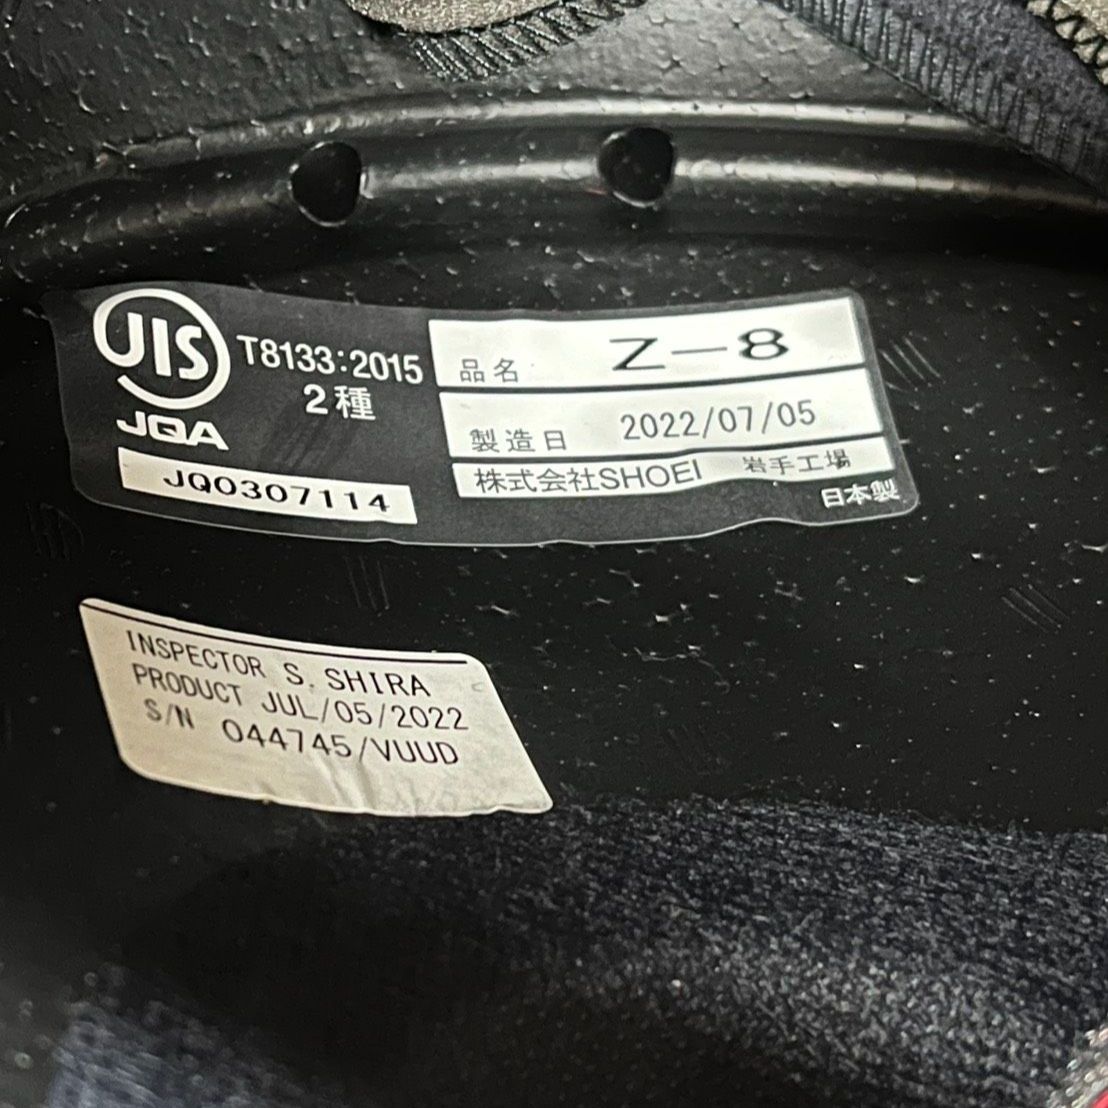 JIS
T8133:2015
2種
JQA
JQ0307114
品名 Z-8
製造日 2022/07/05
株式会社SHOEI 岩手工場
日本製
INSPECTOR S. SHIRA
PRODUCT JUL/05/2022
S/N 044745/VUUD